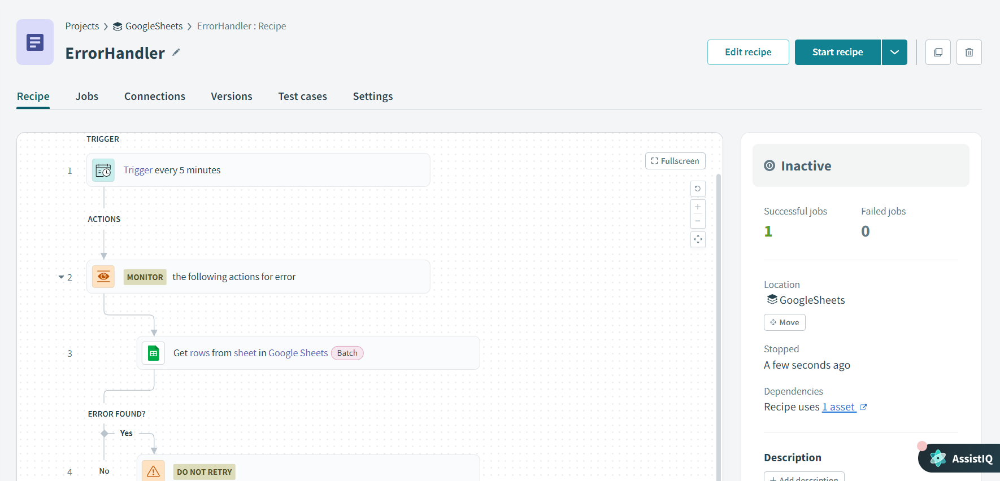 Projects > GoogleSheets > ErrorHandler : Recipe
ErrorHandler
Edit recipe
Start recipe
Recipe Jobs Connections Versions Test cases Settings
TRIGGER
1 Trigger every 5 minutes
Fullscreen
ACTIONS
2 MONITOR the following actions for error
3 Get rows from sheet in Google Sheets Batch
ERROR FOUND?
Yes
No
4 DO NOT RETRY
Inactive
Successful jobs Failed jobs
1 0
Location
GoogleSheets
Move
Stopped
A few seconds ago
Dependencies
Recipe uses 1 asset
Description
+ Add description
AssistIQ